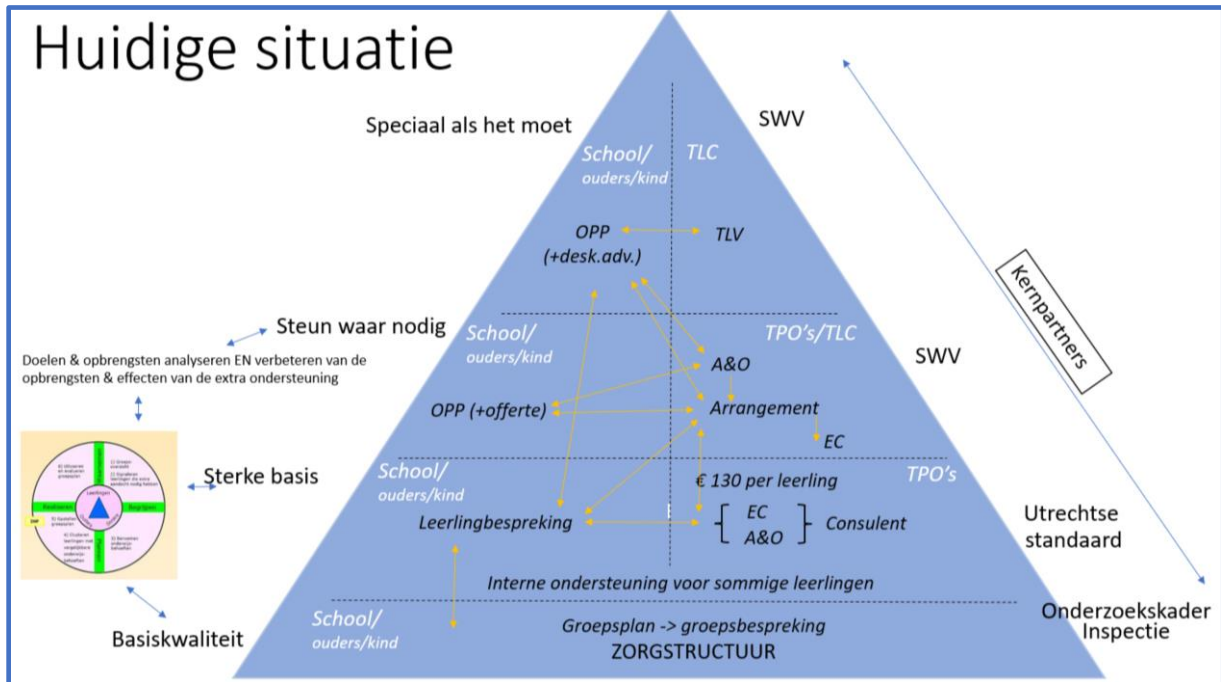 Huidige situatie
Speciaal als het moet
SWV
School/
ouders/kind
TLC
OPP
(+desk.adv.)
TLV
Kernpartners
Steun waar nodig
School/
ouders/kind
TPO's/TLC
SWV
Doelen & opbrengsten analyseren EN verbeteren van de
opbrengsten & effecten van de extra ondersteuning
A&O
OPP (+offerte)
Arrangement
EC
Sterke basis
School/
ouders/kind
€ 130 per leerling
TPO's
Leerlingbespreking
EC
A&O
Consulent
Utrechtse
standaard
Leerlingen
Realiseren
Begrijpen
Interne ondersteuning voor sommige leerlingen
Basiskwaliteit
School/
ouders/kind
Groepsplan -> groepsbespreking
ZORGSTRUCTUUR
Onderzoekskader
Inspectie